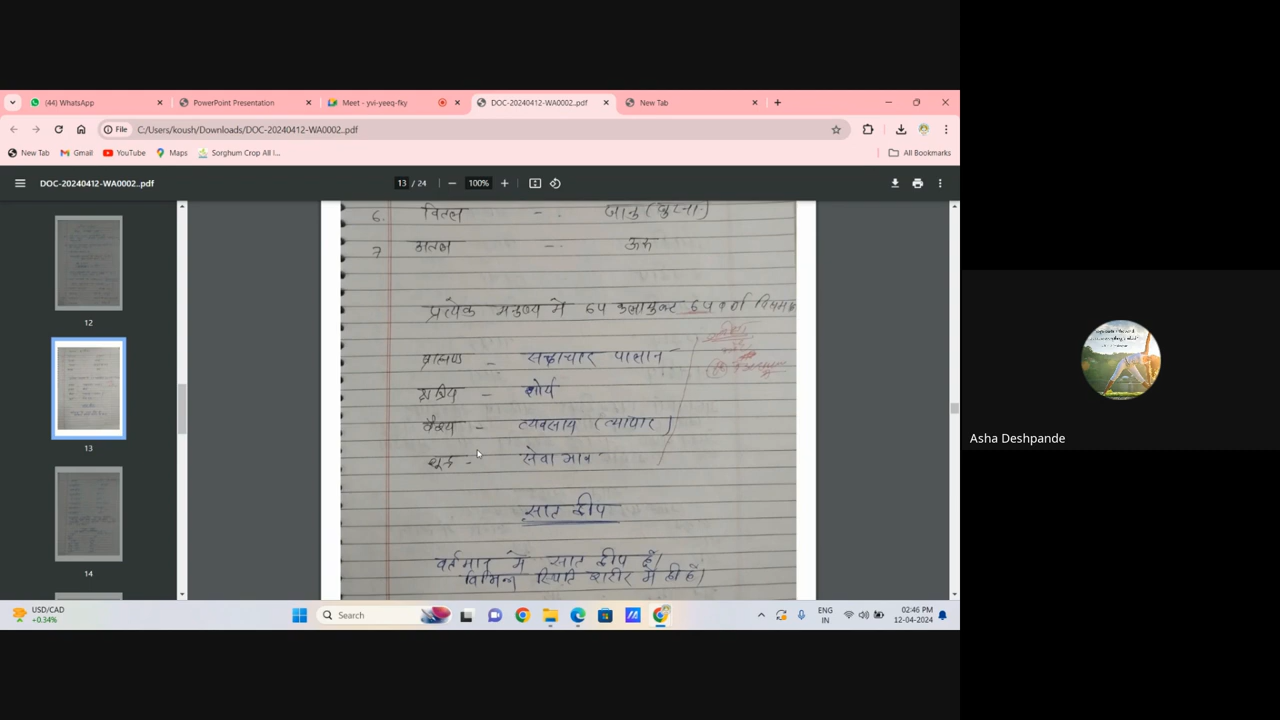 (44) WhatsApp
PowerPoint Presentation
Meet - yvi-yeeq-fky
DOC-20240412-WA0002..pdf
New Tab
File
C:/Users/koush/Downloads/DOC-20240412-WA0002..pdf
New Tab
Gmail
YouTube
Maps
Sorghum Crop All I...
All Bookmarks
DOC-20240412-WA0002..pdf
13 / 24
100%
12
13
14
6. वितल - जानु (घुटना)
7 अतल - ऊरु
प्रत्येक मनुष्य में 64 कलायुक्त 64 वर्ण
ब्राह्मण - सदाचार पालन
क्षत्रिय - शौर्य
वैश्य - व्यवसाय (व्यापार)
शूद्र - सेवा भाव
सात द्वीप
वर्तमान में सात द्वीप हैं।
स्थिति शरीर में ही हैं।
Asha Deshpande
USD/CAD
+0.34%
Search
ENG
IN
02:46 PM
12-04-2024